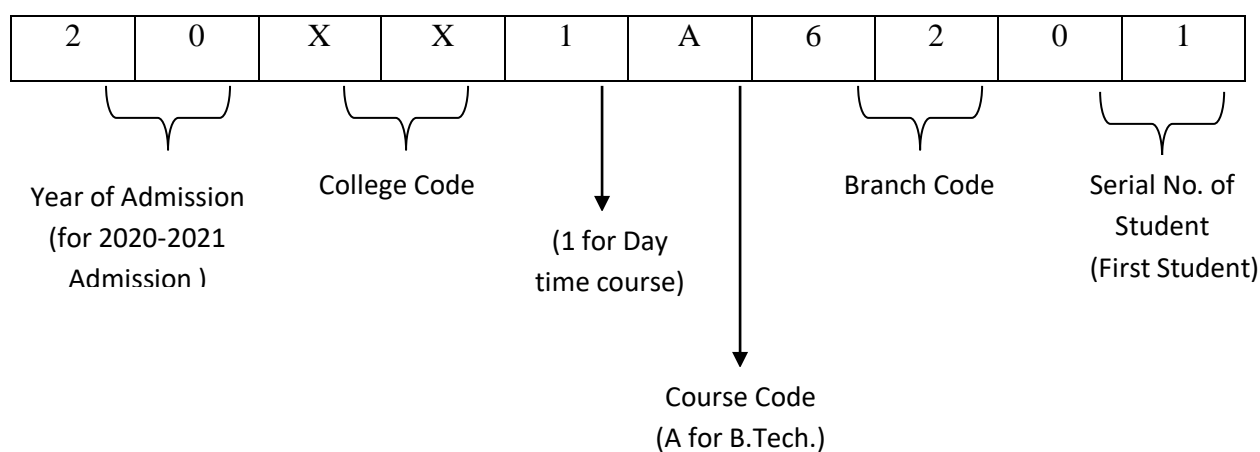 2 0 X X 1 A 6 2 0 1
Year of Admission
(for 2020-2021
Admission )
College Code
(1 for Day
time course)
Course Code
(A for B.Tech.)
Branch Code
Serial No. of
Student
(First Student)